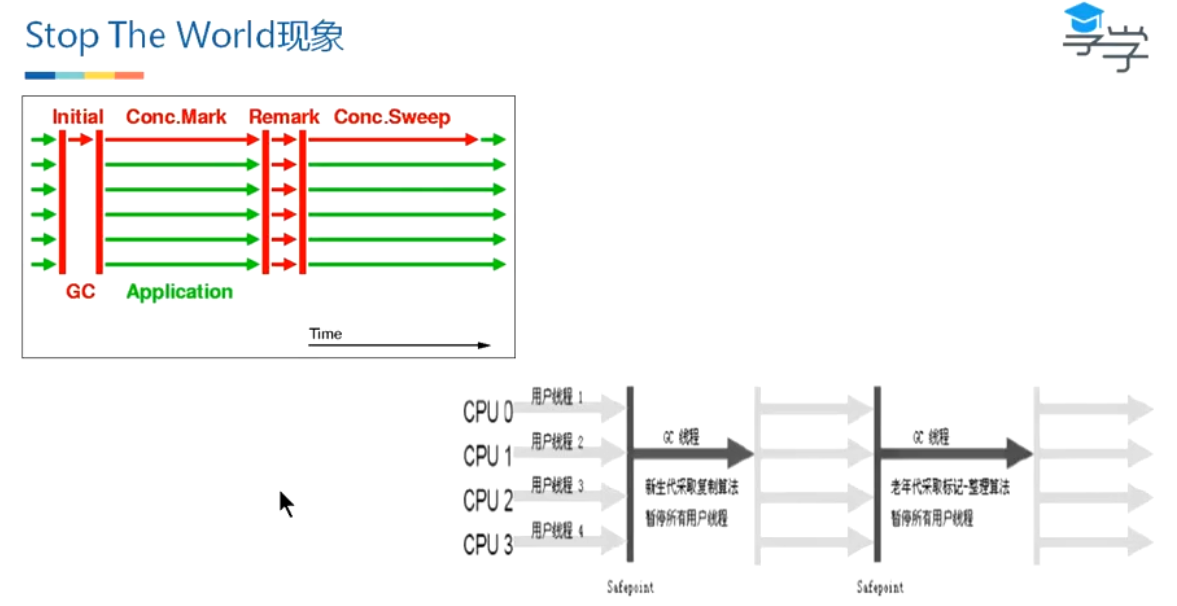 Stop The World现象
享学
Initial Conc.Mark Remark Conc.Sweep
GC Application
Time
CPU 0 用户线程 1
CPU 1 用户线程 2
CPU 2 用户线程 3
CPU 3 用户线程 4
GC 线程
新生代采取复制算法
暂停所有用户线程
GC 线程
老年代采取标记-整理算法
暂停所有用户线程
Safepoint
Safepoint